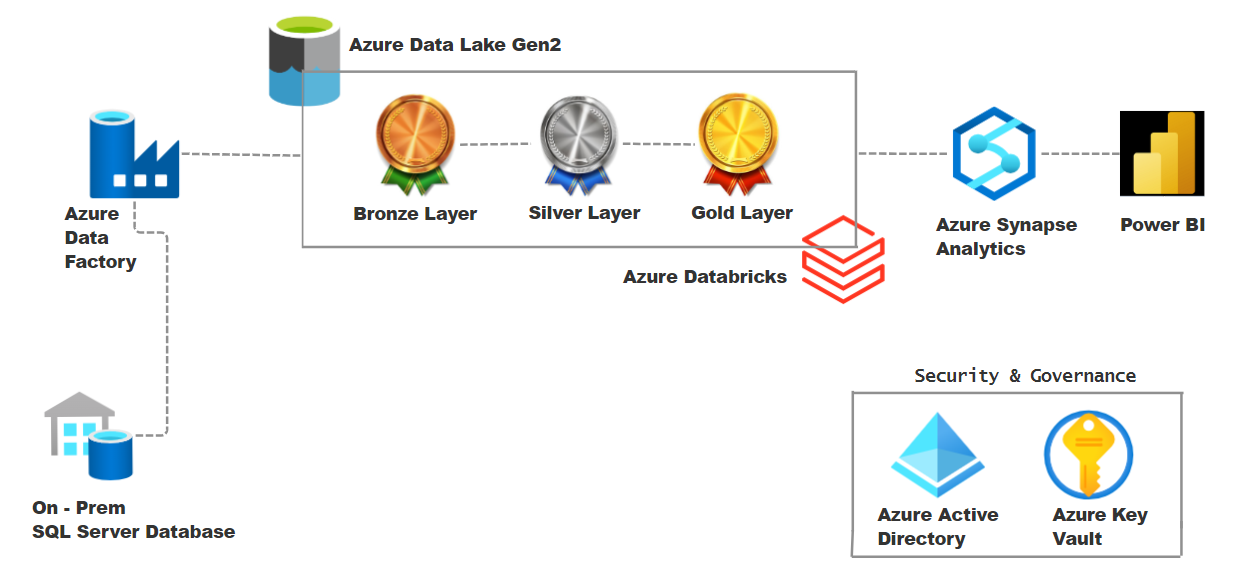 Azure Data Lake Gen2
Azure
Data
Factory
Bronze Layer
Silver Layer
Gold Layer
Azure Synapse
Analytics
Power BI
Azure Databricks
Security & Governance
On - Prem
SQL Server Database
Azure Active
Directory
Azure Key
Vault